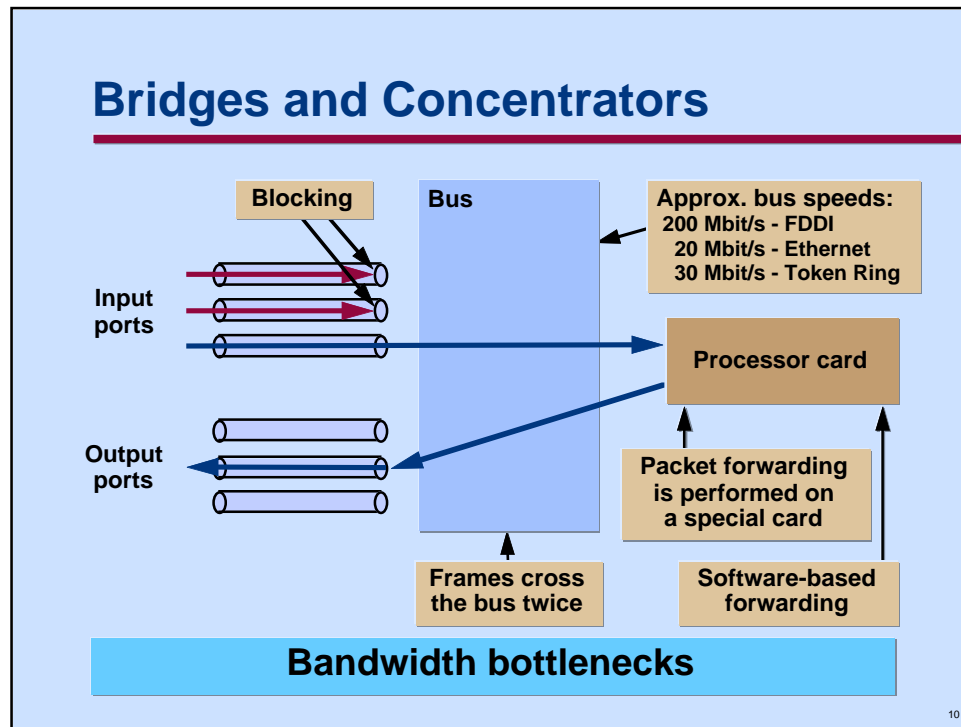 Bridges and Concentrators
Blocking
Bus
Approx. bus speeds:
200 Mbit/s - FDDI
20 Mbit/s - Ethernet
30 Mbit/s - Token Ring
Input
ports
Processor card
Output
ports
Packet forwarding
is performed on
a special card
Frames cross
the bus twice
Software-based
forwarding
Bandwidth bottlenecks
10